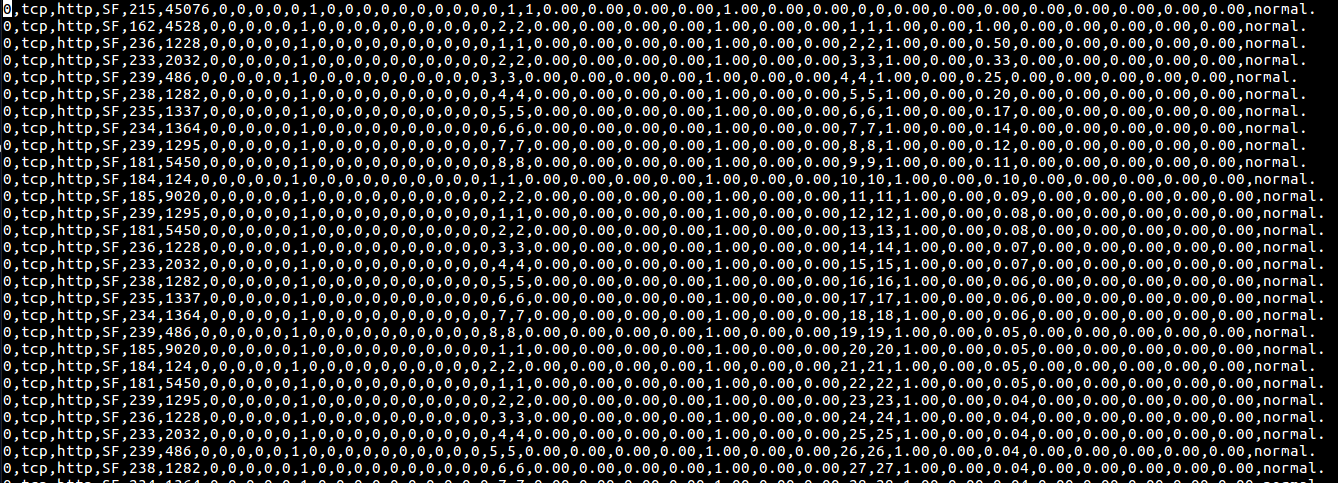 0,tcp,http,SF,215,45076,0,0,0,0,0,1,0,0,0,0,0,0,0,0,0,0,1,1,0.00,0.00,0.00,0.00,1.00,0.00,0.00,0,0,0.00,0.00,0.00,0.00,0.00,0.00,0.00,0.00,normal.
0,tcp,http,SF,162,4528,0,0,0,0,0,1,0,0,0,0,0,0,0,0,0,0,2,2,0.00,0.00,0.00,0.00,1.00,0.00,0.00,1,1,1.00,0.00,1.00,0.00,0.00,0.00,0.00,0.00,normal.
0,tcp,http,SF,236,1228,0,0,0,0,0,1,0,0,0,0,0,0,0,0,0,0,1,1,0.00,0.00,0.00,0.00,1.00,0.00,0.00,2,2,1.00,0.00,0.50,0.00,0.00,0.00,0.00,0.00,normal.
0,tcp,http,SF,233,2032,0,0,0,0,0,1,0,0,0,0,0,0,0,0,0,0,2,2,0.00,0.00,0.00,0.00,1.00,0.00,0.00,3,3,1.00,0.00,0.33,0.00,0.00,0.00,0.00,0.00,normal.
0,tcp,http,SF,239,486,0,0,0,0,0,1,0,0,0,0,0,0,0,0,0,0,3,3,0.00,0.00,0.00,0.00,1.00,0.00,0.00,4,4,1.00,0.00,0.25,0.00,0.00,0.00,0.00,0.00,normal.
0,tcp,http,SF,238,1282,0,0,0,0,0,1,0,0,0,0,0,0,0,0,0,0,4,4,0.00,0.00,0.00,0.00,1.00,0.00,0.00,5,5,1.00,0.00,0.20,0.00,0.00,0.00,0.00,0.00,normal.
0,tcp,http,SF,235,1337,0,0,0,0,0,1,0,0,0,0,0,0,0,0,0,0,5,5,0.00,0.00,0.00,0.00,1.00,0.00,0.00,6,6,1.00,0.00,0.17,0.00,0.00,0.00,0.00,0.00,normal.
0,tcp,http,SF,234,1364,0,0,0,0,0,1,0,0,0,0,0,0,0,0,0,0,6,6,0.00,0.00,0.00,0.00,1.00,0.00,0.00,7,7,1.00,0.00,0.14,0.00,0.00,0.00,0.00,0.00,normal.
0,tcp,http,SF,239,1295,0,0,0,0,0,1,0,0,0,0,0,0,0,0,0,0,7,7,0.00,0.00,0.00,0.00,1.00,0.00,0.00,8,8,1.00,0.00,0.12,0.00,0.00,0.00,0.00,0.00,normal.
0,tcp,http,SF,181,5450,0,0,0,0,0,1,0,0,0,0,0,0,0,0,0,0,8,8,0.00,0.00,0.00,0.00,1.00,0.00,0.00,9,9,1.00,0.00,0.11,0.00,0.00,0.00,0.00,0.00,normal.
0,tcp,http,SF,184,124,0,0,0,0,0,1,0,0,0,0,0,0,0,0,0,0,1,1,0.00,0.00,0.00,0.00,1.00,0.00,0.00,10,10,1.00,0.00,0.10,0.00,0.00,0.00,0.00,0.00,normal.
0,tcp,http,SF,185,9020,0,0,0,0,0,1,0,0,0,0,0,0,0,0,0,0,2,2,0.00,0.00,0.00,0.00,1.00,0.00,0.00,11,11,1.00,0.00,0.09,0.00,0.00,0.00,0.00,0.00,normal.
0,tcp,http,SF,239,1295,0,0,0,0,0,1,0,0,0,0,0,0,0,0,0,0,1,1,0.00,0.00,0.00,0.00,1.00,0.00,0.00,12,12,1.00,0.00,0.08,0.00,0.00,0.00,0.00,0.00,normal.
0,tcp,http,SF,181,5450,0,0,0,0,0,1,0,0,0,0,0,0,0,0,0,0,2,2,0.00,0.00,0.00,0.00,1.00,0.00,0.00,13,13,1.00,0.00,0.08,0.00,0.00,0.00,0.00,0.00,normal.
0,tcp,http,SF,236,1228,0,0,0,0,0,1,0,0,0,0,0,0,0,0,0,0,3,3,0.00,0.00,0.00,0.00,1.00,0.00,0.00,14,14,1.00,0.00,0.07,0.00,0.00,0.00,0.00,0.00,normal.
0,tcp,http,SF,233,2032,0,0,0,0,0,1,0,0,0,0,0,0,0,0,0,0,4,4,0.00,0.00,0.00,0.00,1.00,0.00,0.00,15,15,1.00,0.00,0.07,0.00,0.00,0.00,0.00,0.00,normal.
0,tcp,http,SF,238,1282,0,0,0,0,0,1,0,0,0,0,0,0,0,0,0,0,5,5,0.00,0.00,0.00,0.00,1.00,0.00,0.00,16,16,1.00,0.00,0.06,0.00,0.00,0.00,0.00,0.00,normal.
0,tcp,http,SF,235,1337,0,0,0,0,0,1,0,0,0,0,0,0,0,0,0,0,6,6,0.00,0.00,0.00,0.00,1.00,0.00,0.00,17,17,1.00,0.00,0.06,0.00,0.00,0.00,0.00,0.00,normal.
0,tcp,http,SF,234,1364,0,0,0,0,0,1,0,0,0,0,0,0,0,0,0,0,7,7,0.00,0.00,0.00,0.00,1.00,0.00,0.00,18,18,1.00,0.00,0.06,0.00,0.00,0.00,0.00,0.00,normal.
0,tcp,http,SF,239,486,0,0,0,0,0,1,0,0,0,0,0,0,0,0,0,0,8,8,0.00,0.00,0.00,0.00,1.00,0.00,0.00,19,19,1.00,0.00,0.05,0.00,0.00,0.00,0.00,0.00,normal.
0,tcp,http,SF,185,9020,0,0,0,0,0,1,0,0,0,0,0,0,0,0,0,0,1,1,0.00,0.00,0.00,0.00,1.00,0.00,0.00,20,20,1.00,0.00,0.05,0.00,0.00,0.00,0.00,0.00,normal.
0,tcp,http,SF,184,124,0,0,0,0,0,1,0,0,0,0,0,0,0,0,0,0,2,2,0.00,0.00,0.00,0.00,1.00,0.00,0.00,21,21,1.00,0.00,0.05,0.00,0.00,0.00,0.00,0.00,normal.
0,tcp,http,SF,181,5450,0,0,0,0,0,1,0,0,0,0,0,0,0,0,0,0,1,1,0.00,0.00,0.00,0.00,1.00,0.00,0.00,22,22,1.00,0.00,0.05,0.00,0.00,0.00,0.00,0.00,normal.
0,tcp,http,SF,239,1295,0,0,0,0,0,1,0,0,0,0,0,0,0,0,0,0,2,2,0.00,0.00,0.00,0.00,1.00,0.00,0.00,23,23,1.00,0.00,0.04,0.00,0.00,0.00,0.00,0.00,normal.
0,tcp,http,SF,236,1228,0,0,0,0,0,1,0,0,0,0,0,0,0,0,0,0,3,3,0.00,0.00,0.00,0.00,1.00,0.00,0.00,24,24,1.00,0.00,0.04,0.00,0.00,0.00,0.00,0.00,normal.
0,tcp,http,SF,233,2032,0,0,0,0,0,1,0,0,0,0,0,0,0,0,0,0,4,4,0.00,0.00,0.00,0.00,1.00,0.00,0.00,25,25,1.00,0.00,0.04,0.00,0.00,0.00,0.00,0.00,normal.
0,tcp,http,SF,239,486,0,0,0,0,0,1,0,0,0,0,0,0,0,0,0,0,5,5,0.00,0.00,0.00,0.00,1.00,0.00,0.00,26,26,1.00,0.00,0.04,0.00,0.00,0.00,0.00,0.00,normal.
0,tcp,http,SF,238,1282,0,0,0,0,0,1,0,0,0,0,0,0,0,0,0,0,6,6,0.00,0.00,0.00,0.00,1.00,0.00,0.00,27,27,1.00,0.00,0.04,0.00,0.00,0.00,0.00,0.00,normal.